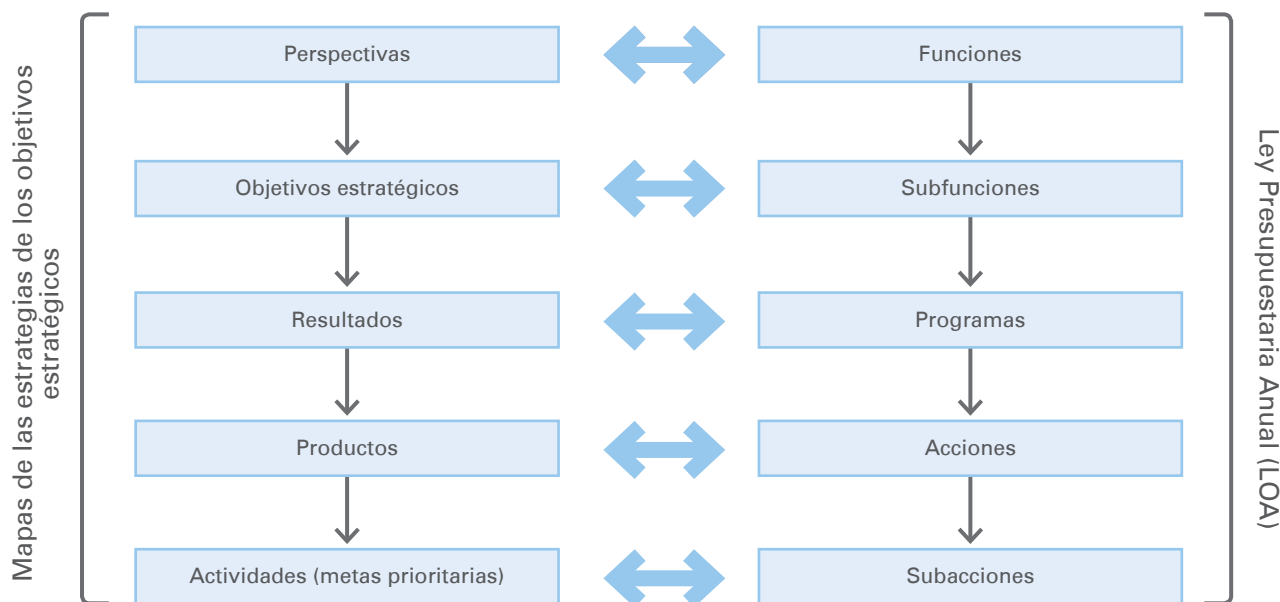 Mapas de las estrategias de los objetivos
estratégicos
Perspectivas
Funciones
Objetivos estratégicos
Subfunciones
Resultados
Programas
Productos
Acciones
Actividades (metas prioritarias)
Subacciones
Ley Presupuestaria Anual (LOA)